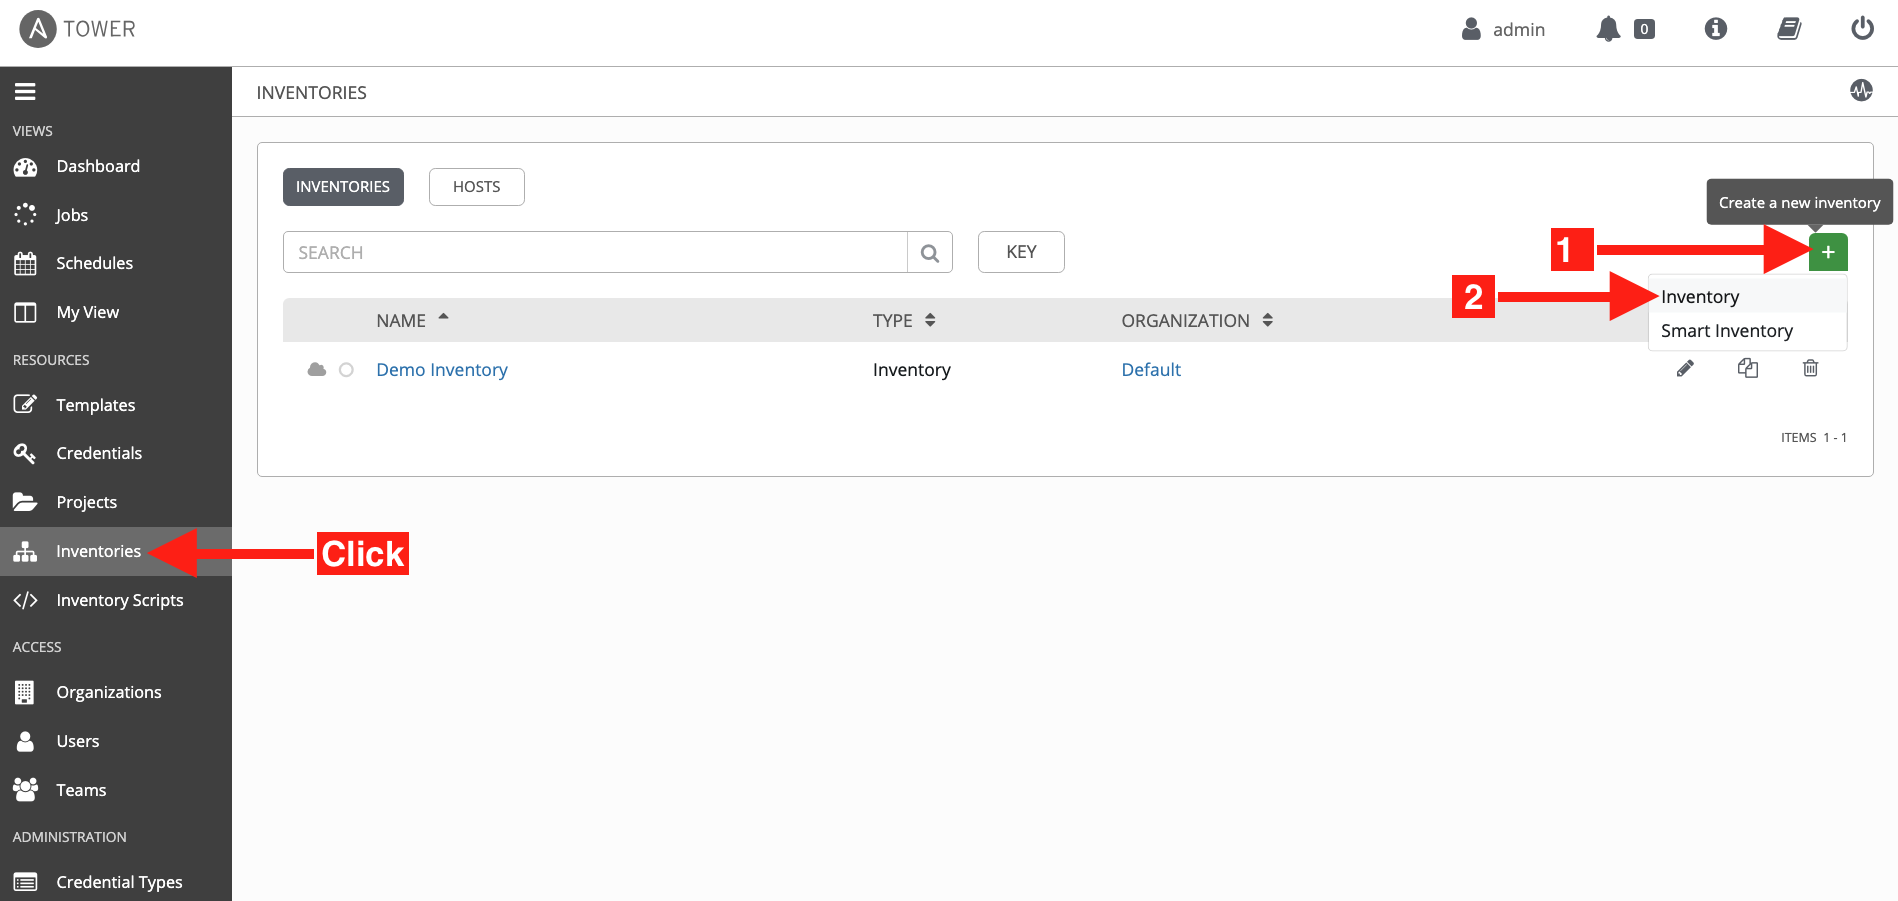 A TOWER
admin
0
INVENTORIES
VIEWS
Dashboard
Jobs
Schedules
My View
RESOURCES
Templates
Credentials
Projects
Inventories
Inventory Scripts
ACCESS
Organizations
Users
Teams
ADMINISTRATION
Credential Types
INVENTORIES HOSTS
Create a new inventory
SEARCH KEY
1 +
2 Inventory
Smart Inventory
NAME TYPE ORGANIZATION
Demo Inventory Inventory Default
ITEMS 1 - 1
Click